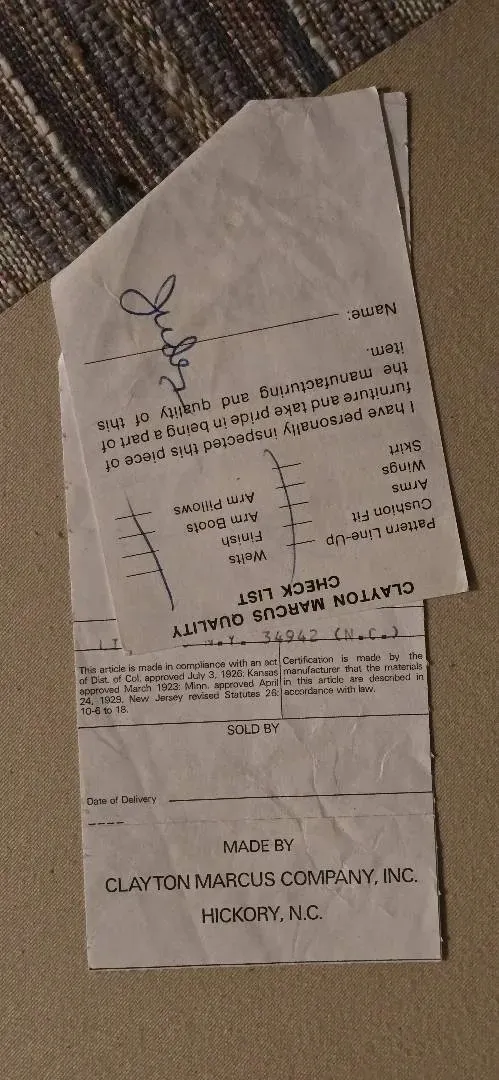 CLAYTON MARCUS QUALITY
CHECK LIST
Pattern Line-Up
Cushion Fit
Arms
Wings
Skirt
Welts
Finish
Arm Boots
Arm Pillows
I have personally inspected this piece of
furniture and take pride in being a part of
the manufacturing and quality of this
item.
Name:
34942 (N.C.)
This article is made in compliance with an act
of Dist. of Col. approved July 3, 1926: Kansas
approved March 1923: Minn. approved April
24, 1929. New Jersey revised Statutes 26:
10-6 to 18.
Certification is made by the
manufacturer that the materials
in this article are described in
accordance with law.
SOLD BY
Date of Delivery
MADE BY
CLAYTON MARCUS COMPANY, INC.
HICKORY, N.C.